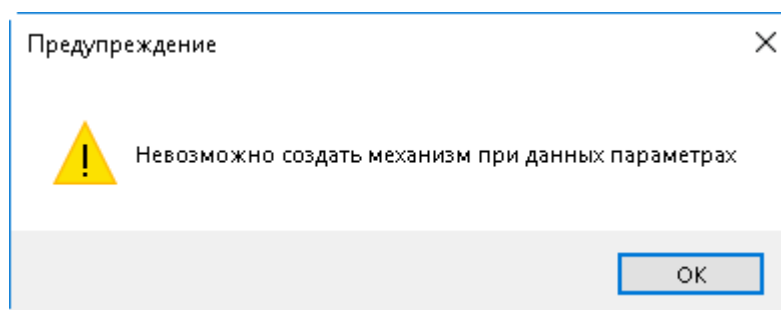 Предупреждение
Невозможно создать механизм при данных параметрах
OK